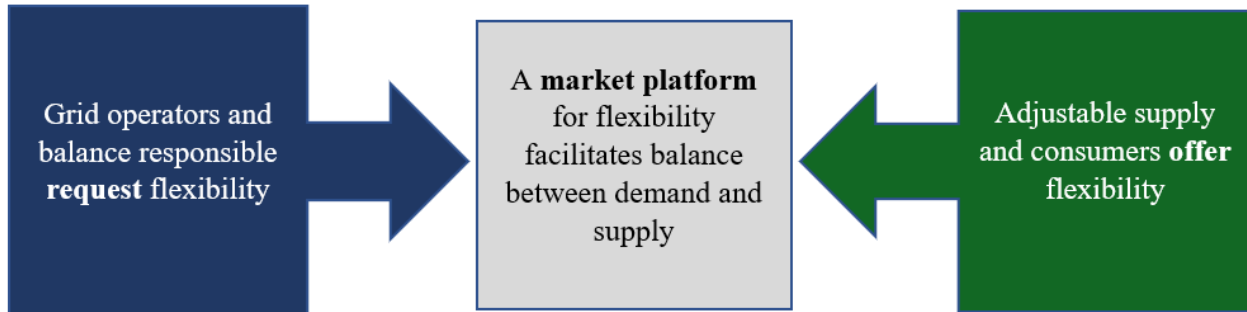 Grid operators and
balance responsible
request flexibility
A market platform
for flexibility
facilitates balance
between demand and
supply
Adjustable supply
and consumers offer
flexibility